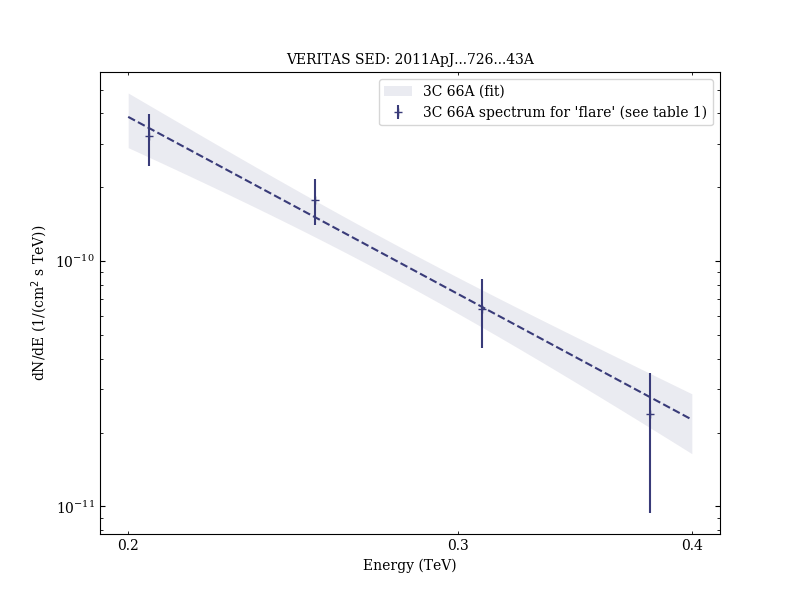 VERITAS SED: 2011ApJ...726...43A
3C 66A (fit)
3C 66A spectrum for 'flare' (see table 1)
dN/dE (1/(cm² s TeV))
10⁻¹⁰
10⁻¹¹
0.2
0.3
0.4
Energy (TeV)